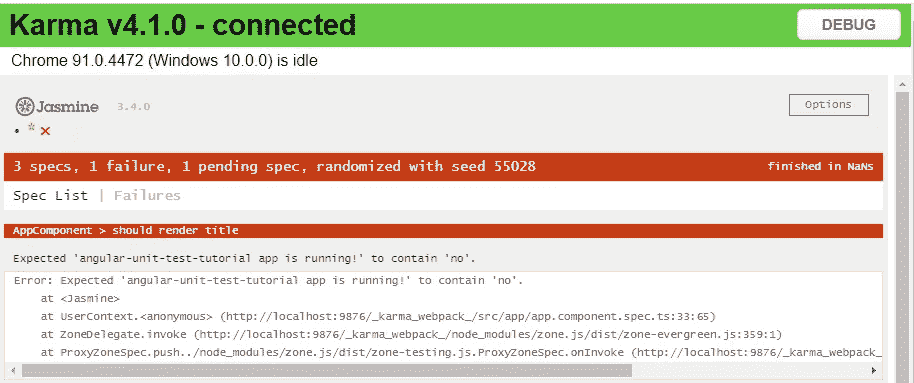 Karma v4.1.0 - connected
DEBUG
Chrome 91.0.4472 (Windows 10.0.0) is idle
Jasmine 3.4.0
Options
• * ×
3 specs, 1 failure, 1 pending spec, randomized with seed 55028
finished in NaNs
Spec List | Failures
AppComponent > should render title
Expected 'angular-unit-test-tutorial app is running!' to contain 'no'.
Error: Expected 'angular-unit-test-tutorial app is running!' to contain 'no'.
at <Jasmine>
at UserContext.<anonymous> (http://localhost:9876/_karma_webpack_/src/app/app.component.spec.ts:33:65)
at ZoneDelegate.invoke (http://localhost:9876/_karma_webpack_/node_modules/zone.js/dist/zone-evergreen.js:359:1)
at ProxyZoneSpec.push../node_modules/zone.js/dist/zone-testing.js.ProxyZoneSpec.onInvoke (http://localhost:9876/_karma_webpack_